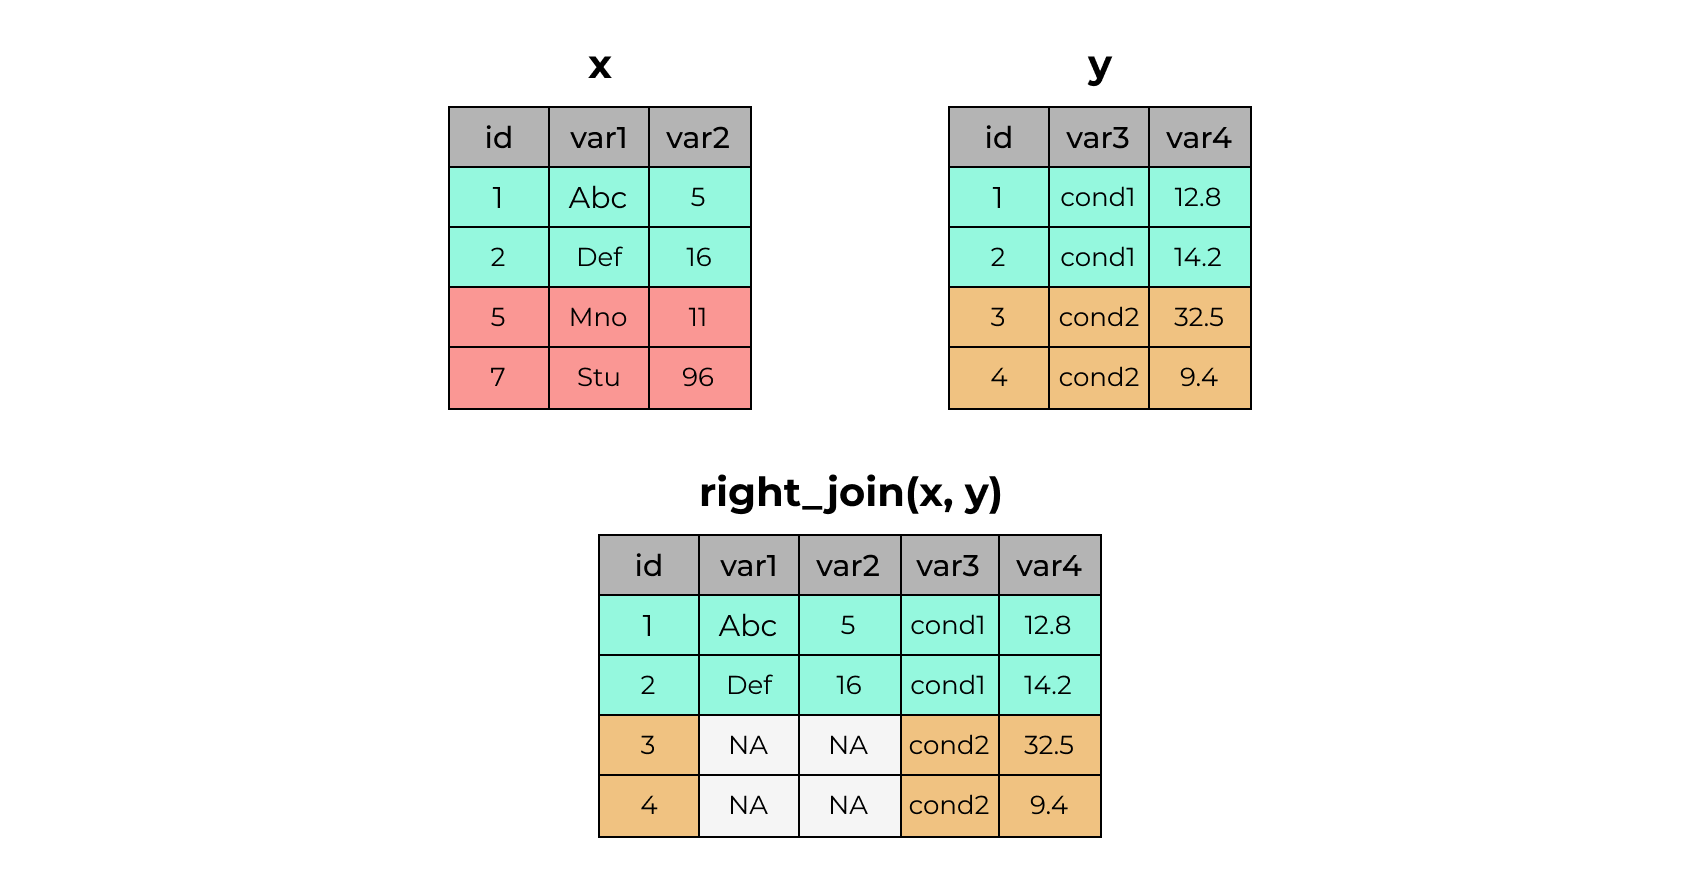 x
id var1 var2
1 Abc 5
2 Def 16
5 Mno 11
7 Stu 96
y
id var3 var4
1 cond1 12.8
2 cond1 14.2
3 cond2 32.5
4 cond2 9.4
right_join(x, y)
id var1 var2 var3 var4
1 Abc 5 cond1 12.8
2 Def 16 cond1 14.2
3 NA NA cond2 32.5
4 NA NA cond2 9.4